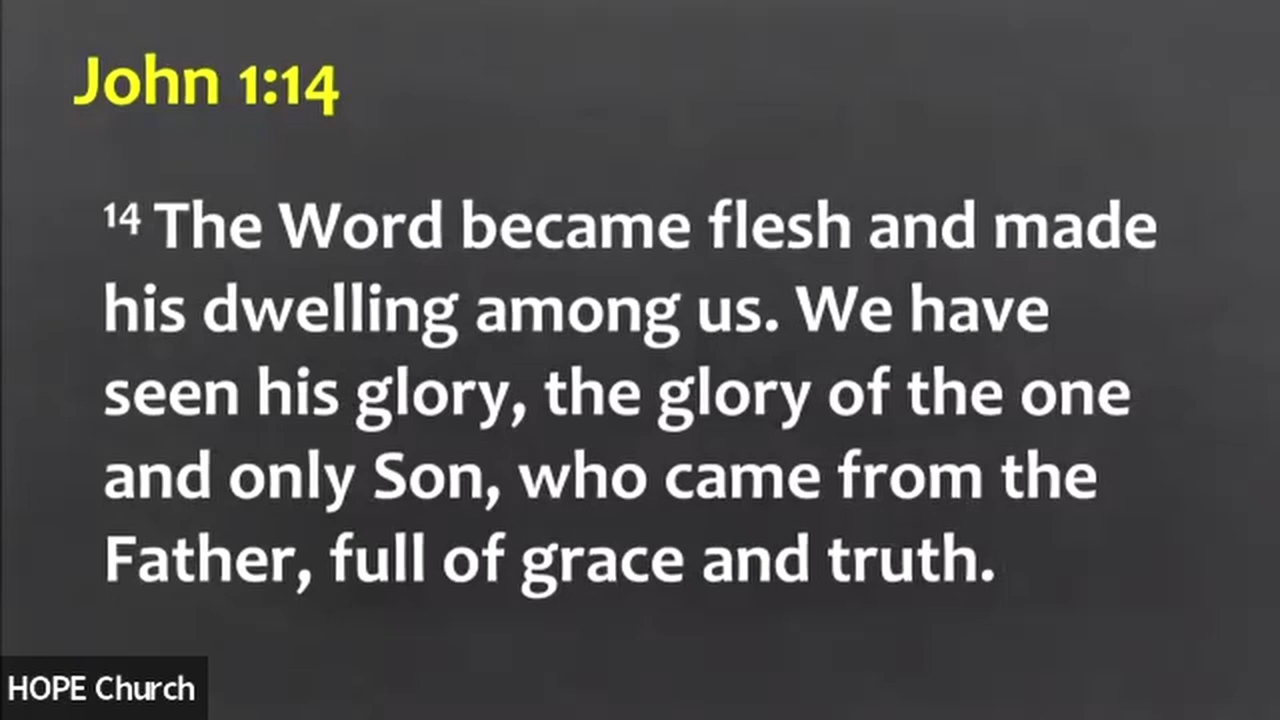 John 1:14
14 The Word became flesh and made
his dwelling among us. We have
seen his glory, the glory of the one
and only Son, who came from the
Father, full of grace and truth.
HOPE Church